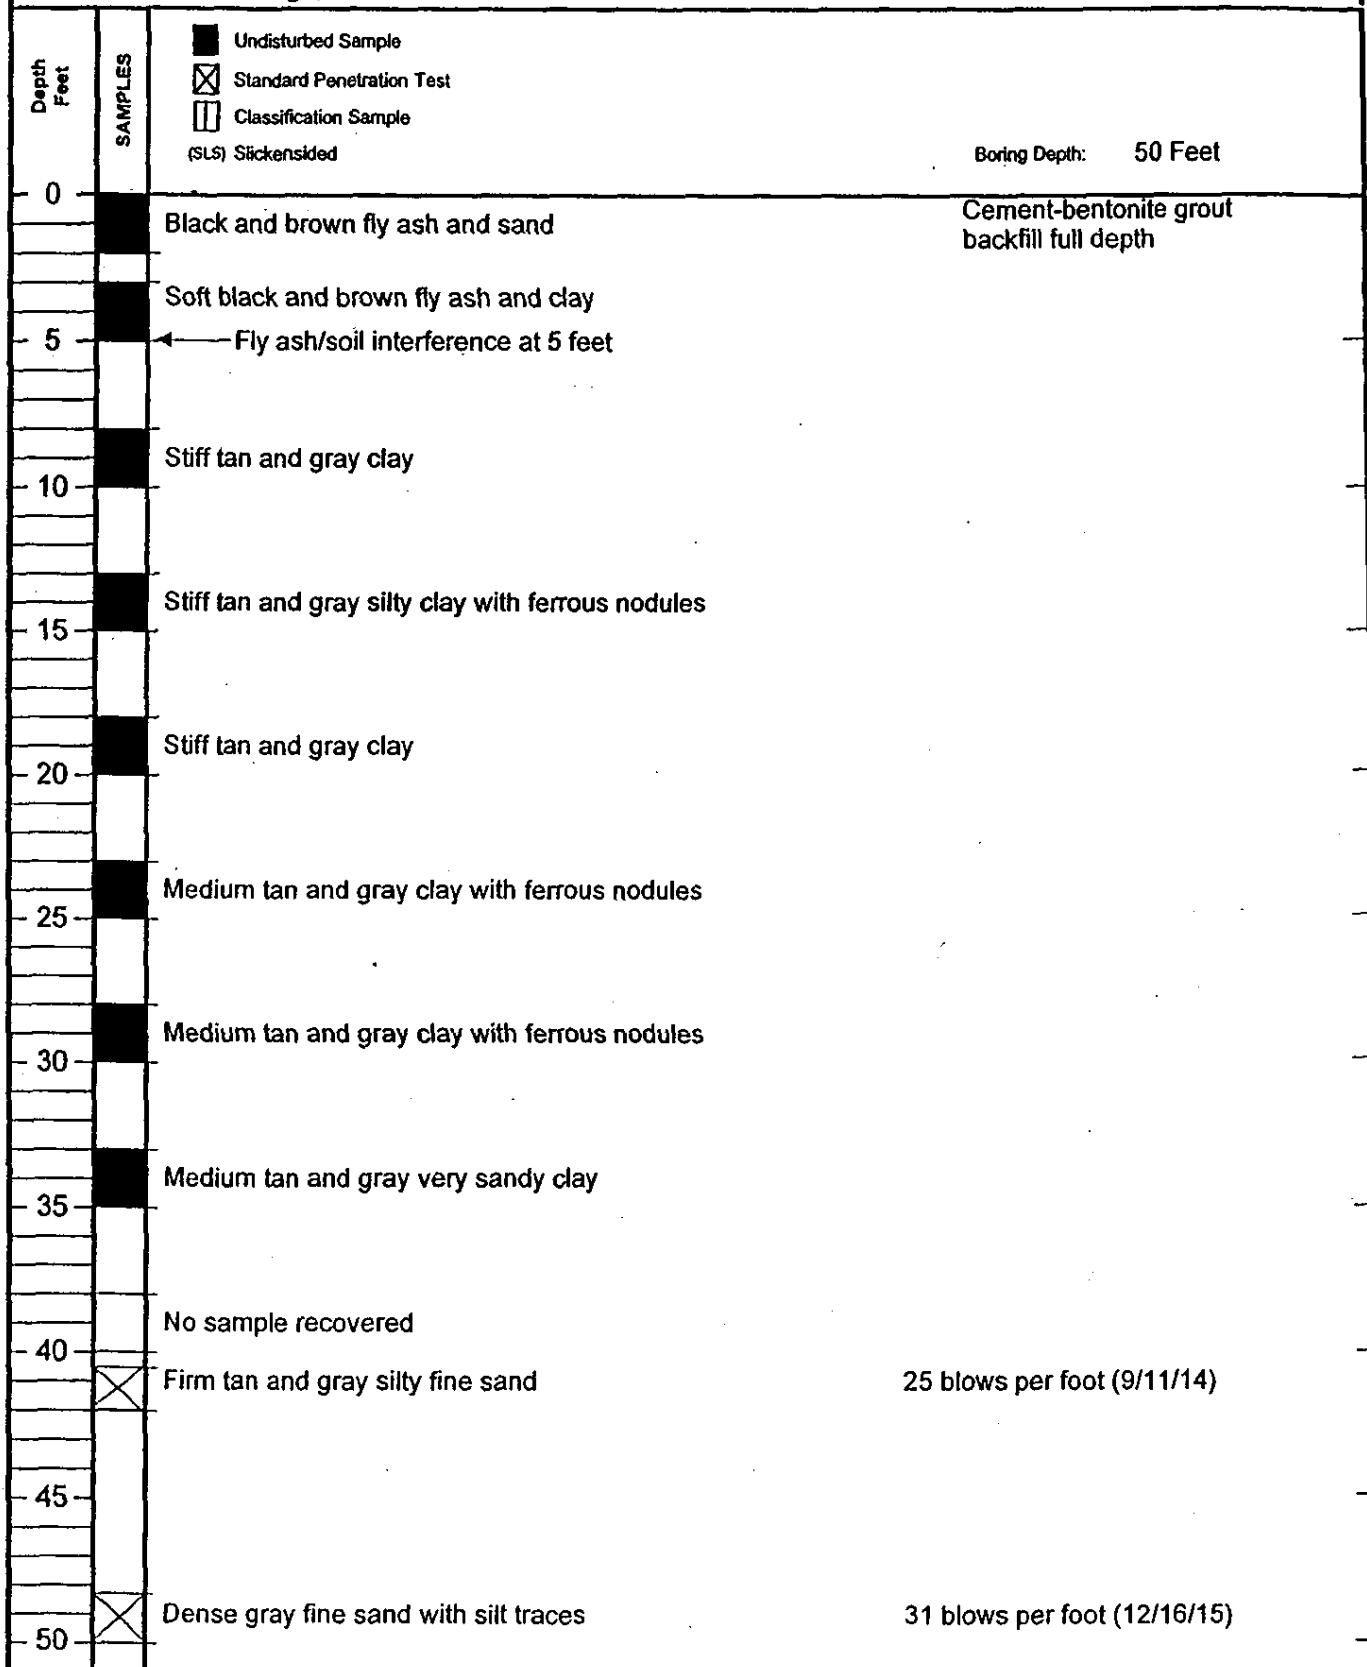 Depth
Feet
SAMPLES
Undisturbed Sample
Standard Penetration Test
Classification Sample
(SLS) Slickensided
Boring Depth: 50 Feet
0
Black and brown fly ash and sand
Cement-bentonite grout
backfill full depth
Soft black and brown fly ash and clay
5
Fly ash/soil interference at 5 feet
Stiff tan and gray clay
10
Stiff tan and gray silty clay with ferrous nodules
15
Stiff tan and gray clay
20
Medium tan and gray clay with ferrous nodules
25
Medium tan and gray clay with ferrous nodules
30
Medium tan and gray very sandy clay
35
No sample recovered
40
Firm tan and gray silty fine sand 25 blows per foot (9/11/14)
45
Dense gray fine sand with silt traces 31 blows per foot (12/16/15)
50